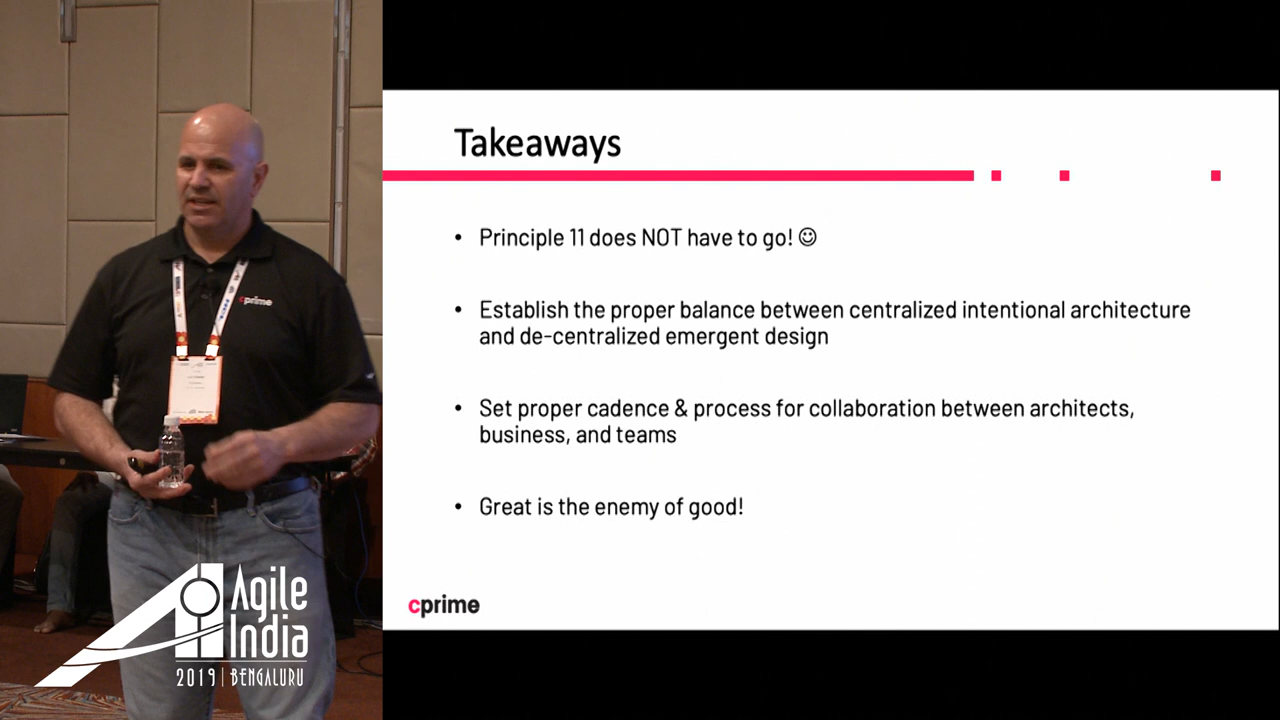 Takeaways
• Principle 11 does NOT have to go! ☺
• Establish the proper balance between centralized intentional architecture
and de-centralized emergent design
• Set proper cadence & process for collaboration between architects,
business, and teams
• Great is the enemy of good!
cprime
cprime
Agile
India
2019 | BENGALURU